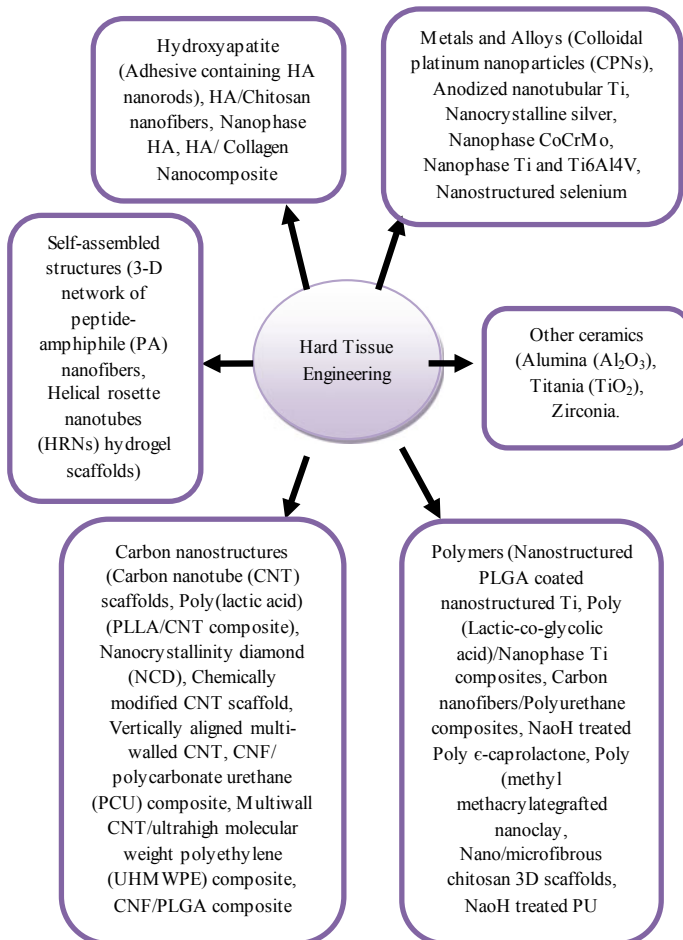 Hydroxyapatite
(Adhesive containing HA
nanorods), HA/Chitosan
nanofibers, Nanophase
HA, HA/ Collagen
Nanocomposite
Metals and Alloys (Colloidal
platinum nanoparticles (CPNs),
Anodized nanotubular Ti,
Nanocrystalline silver,
Nanophase CoCrMo,
Nanophase Ti and Ti6Al4V,
Nanostructured selenium
Self-assembled
structures (3-D
network of
peptide-
amphiphile (PA)
nanofibers,
Helical rosette
nanotubes
(HRNs) hydrogel
scaffolds)
Hard Tissue
Engineering
Other ceramics
(Alumina (Al₂O₃),
Titania (TiO₂),
Zirconia.
Carbon nanostructures
(Carbon nanotube (CNT)
scaffolds, Poly(lactic acid)
(PLLA/CNT composite),
Nanocrystallinity diamond
(NCD), Chemically
modified CNT scaffold,
Vertically aligned multi-
walled CNT, CNF/
polycarbonate urethane
(PCU) composite, Multiwall
CNT/ultrahigh molecular
weight polyethylene
(UHMWPE) composite,
CNF/PLGA composite
Polymers (Nanostructured
PLGA coated
nanostructured Ti, Poly
(Lactic-co-glycolic
acid)/Nanophase Ti
composites, Carbon
nanofibers/Polyurethane
composites, NaOH treated
Poly ϵ-caprolactone, Poly
(methyl
methacrylategrafted
nanoclay,
Nano/microfibrous
chitosan 3D scaffolds,
NaOH treated PU